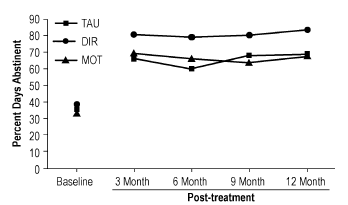 Percent Days Abstinent
90
80
70
60
50
40
30
20
10
0
TAU
DIR
MOT
Baseline 3 Month 6 Month 9 Month 12 Month
Post-treatment